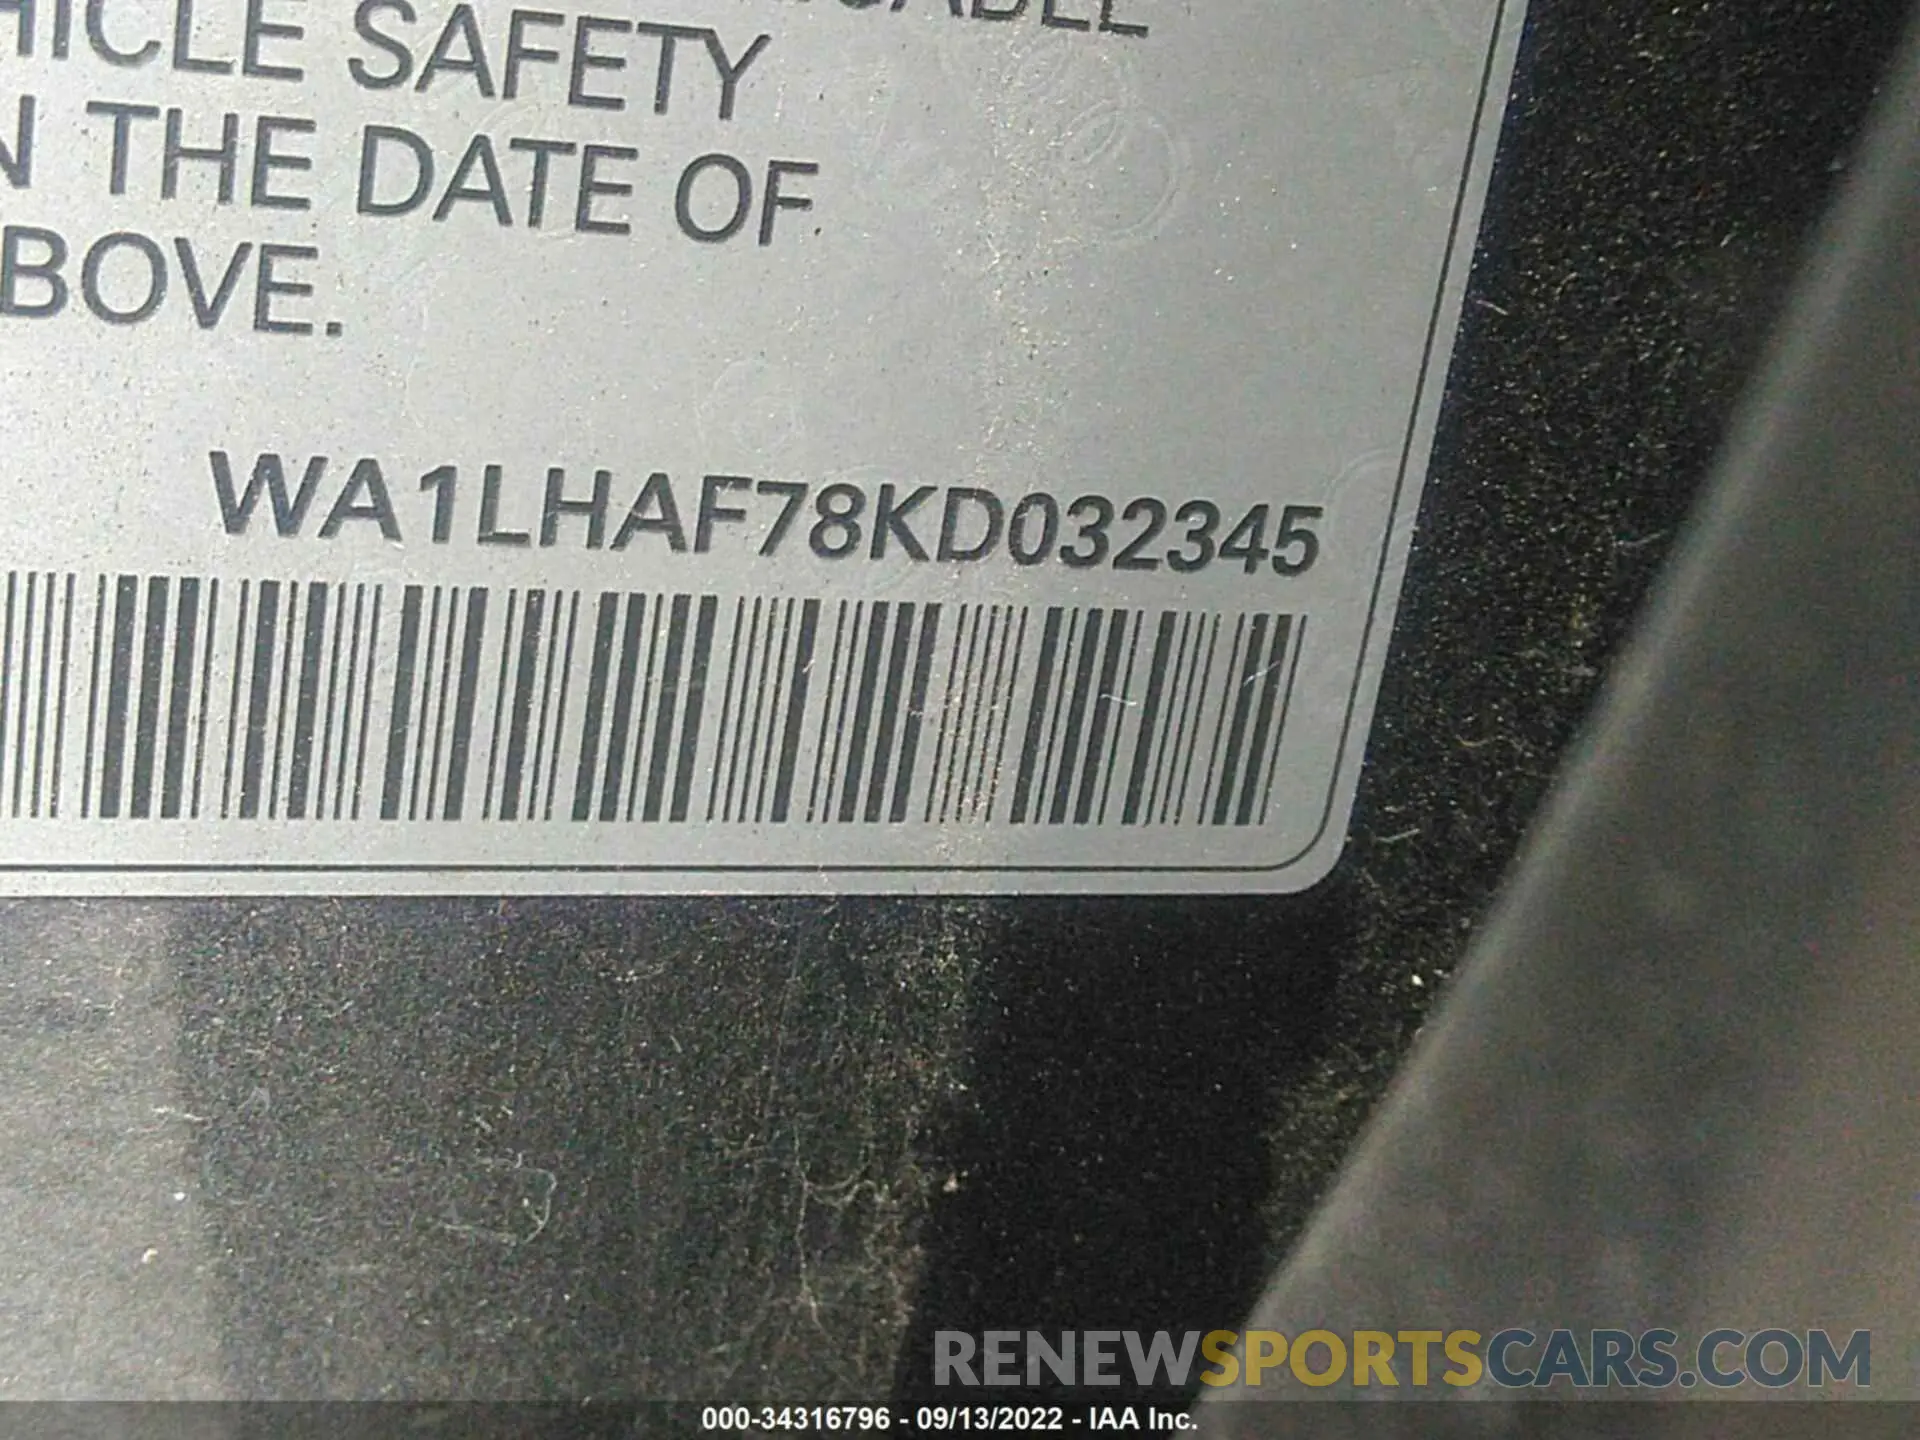 HICLE SAFETY
N THE DATE OF
BOVE.
WA1LHAF78KD032345
RENEWSPORTSCARS.COM
000-34316796 - 09/13/2022 - IAA Inc.